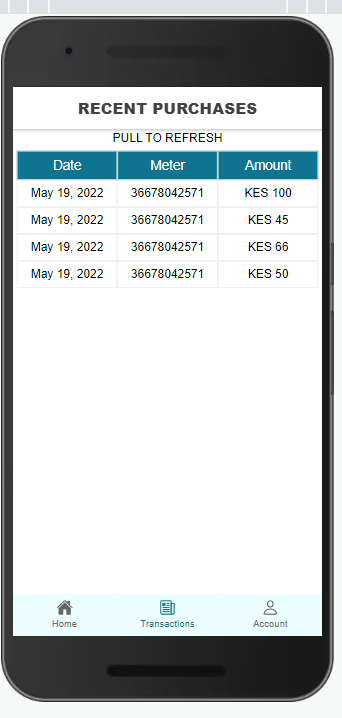 RECENT PURCHASES
PULL TO REFRESH
Date Meter Amount
May 19, 2022 36678042571 KES 100
May 19, 2022 36678042571 KES 45
May 19, 2022 36678042571 KES 66
May 19, 2022 36678042571 KES 50
Home Transactions Account